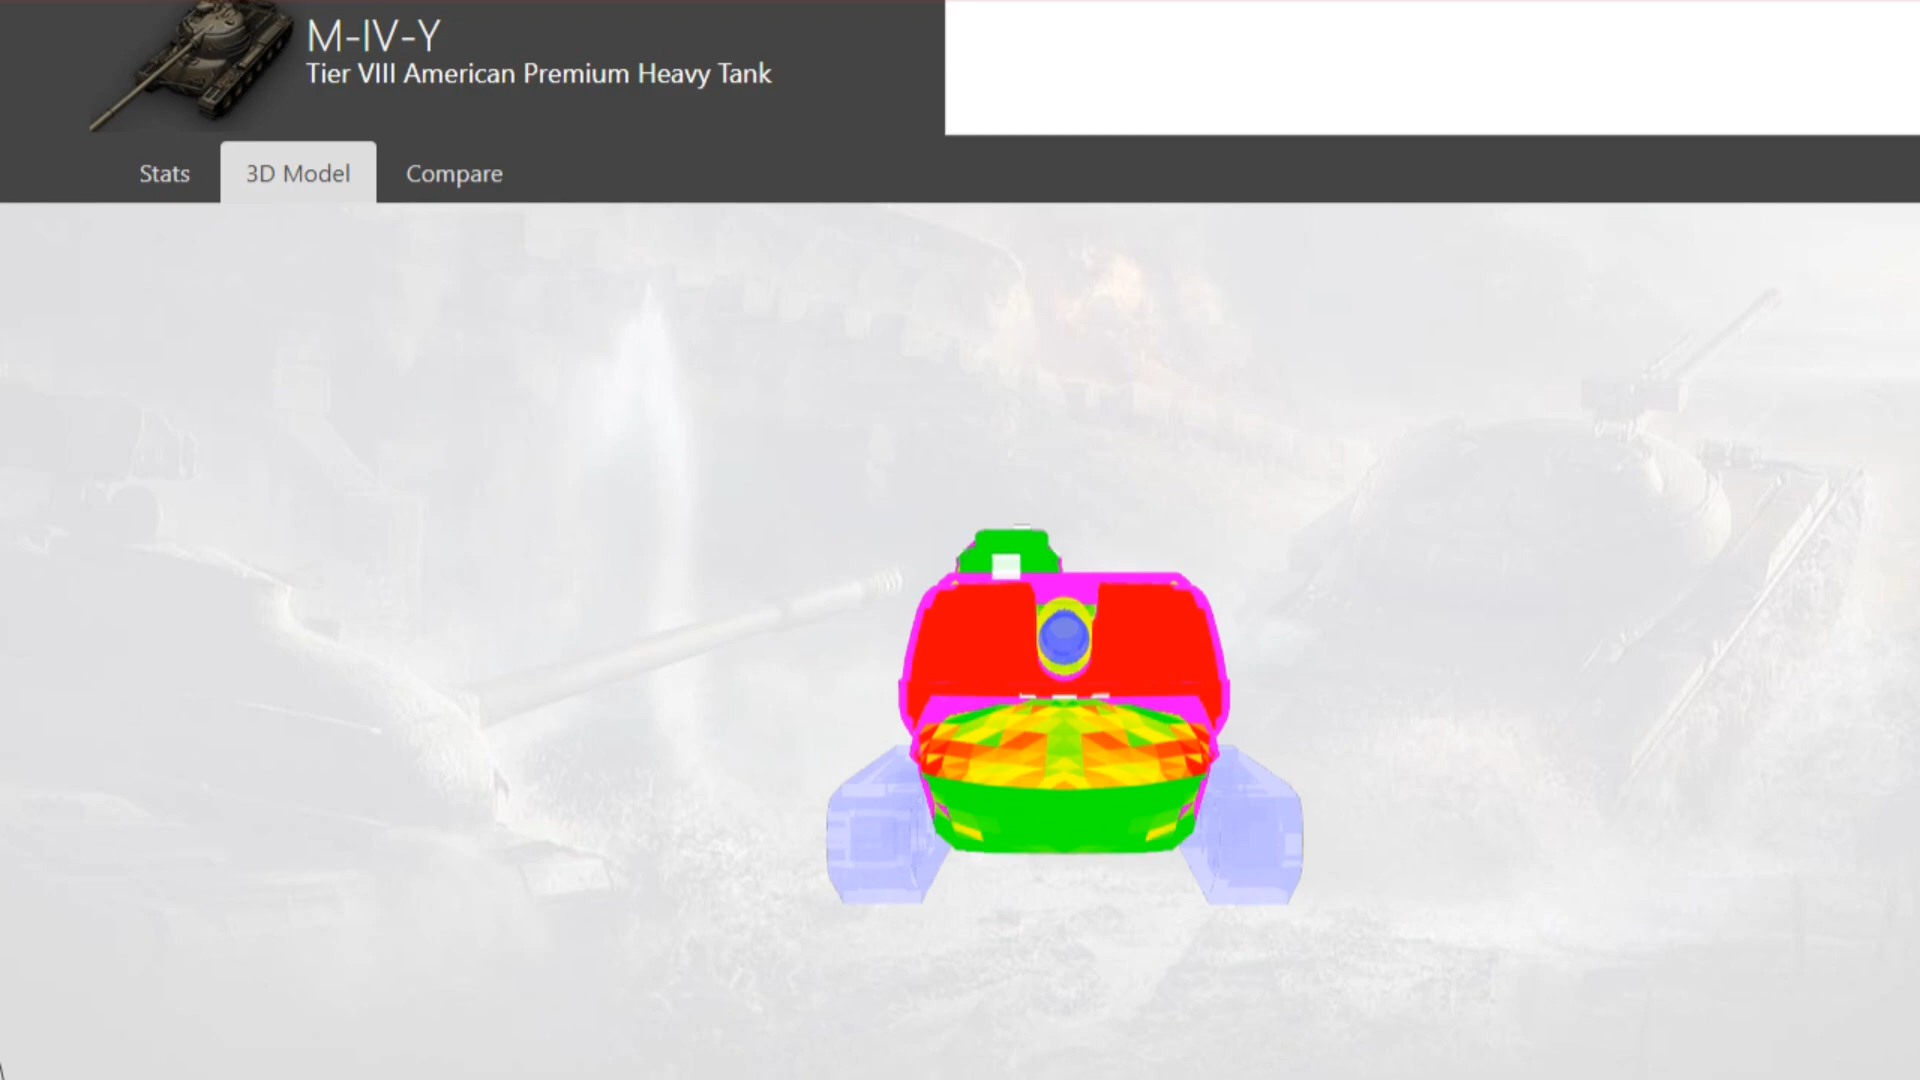 M-IV-Y
Tier VIII American Premium Heavy Tank
Stats
3D Model
Compare